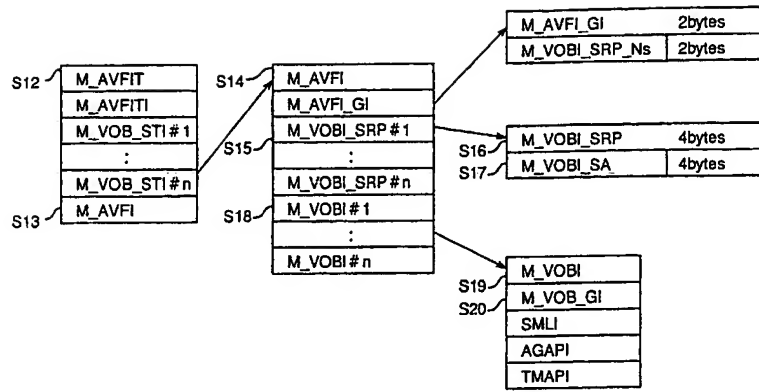 S12
M_AVFIT
M_AVFITI
M_VOB_STI#1
:
M_VOB_STI#n
S13
M_AVFI
S14
M_AVFI
M_AVFI_GI
M_VOBI_SRP#1
S15
:
M_VOBI_SRP#n
S18
M_VOBI#1
:
M_VOBI#n
M_AVFI_GI 2bytes
M_VOBI_SRP_Ns 2bytes
M_VOBI_SRP 4bytes
S16
S17
M_VOBI_SA 4bytes
M_VOBI
S19
M_VOB_GI
S20
SMLI
AGAPI
TMAPI